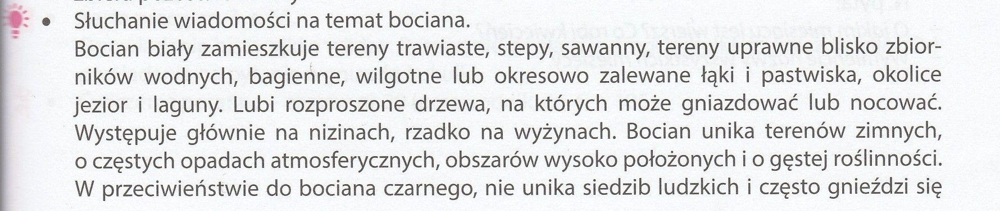 • Słuchanie wiadomości na temat bociana.
Bocian biały zamieszkuje tereny trawiaste, stepy, sawanny, tereny uprawne blisko zbior-
ników wodnych, bagienne, wilgotne lub okresowo zalewane łąki i pastwiska, okolice
jezior i laguny. Lubi rozproszone drzewa, na których może gniazdować lub nocować.
Występuje głównie na nizinach, rzadko na wyżynach. Bocian unika terenów zimnych,
o częstych opadach atmosferycznych, obszarów wysoko położonych i o gęstej roślinności.
W przeciwieństwie do bociana czarnego, nie unika siedzib ludzkich i często gnieździ się